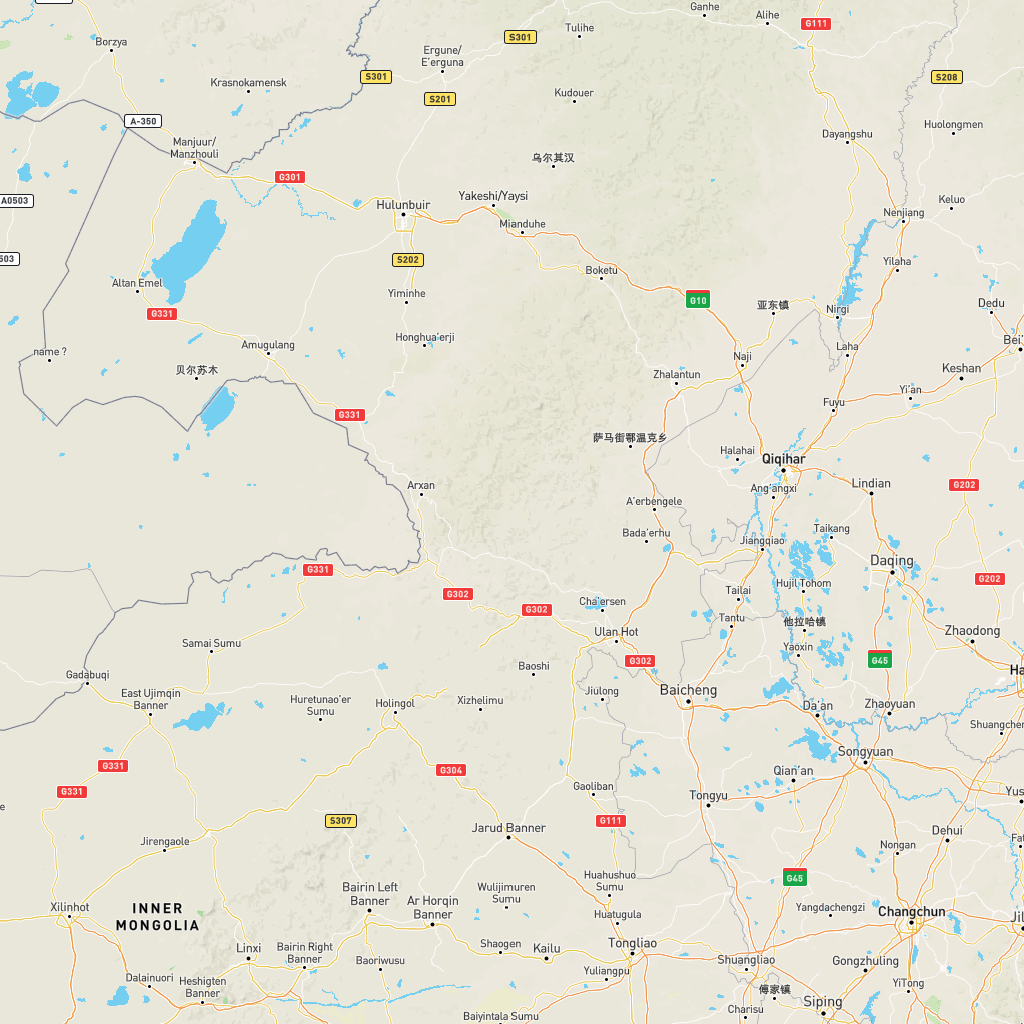 Ganhe
Alihe
G111
Tulihe
S301
Borzya
Ergune/
E'erguna
S301
S208
Krasnokamensk
S201
Kudouer
A-350
Huolongmen
Dayangshu
Manjuur/
Manzhouli
乌尔其汉
G301
A0503
Yakeshi/Yaysi
Hulunbuir
Keluo
Nenjiang
Mianduhe
S202
503
Yilaha
Boketu
Altan Emel
Yiminhe
G10
亚东镇
Dedu
Nirgi
G331
Honghua'erji
Bei'
Amugulang
Laha
name ?
Naji
贝尔苏木
Zhalantun
Keshan
Yi'an
Fuyu
G331
萨马街鄂温克乡
Halahai
Qiqihar
Arxan
Ang'angxi
Lindian
G202
A'erbengele
Taikang
Bada'erhu
Jiangqiao
Daqing
G331
G202
Hujil Tohom
G302
Tailai
Cha'ersen
G302
Tantu
他拉哈镇
Ulan Hot
Zhaodong
Samai Sumu
Yaoxin
G302
G45
Baoshi
Ha
Gadabuqi
Jiulong
Baicheng
East Ujimqin
Banner
Huretunao'er
Sumu
Holingol
Xizhelimu
Da'an
Zhaoyuan
Shuangchen
Songyuan
G331
G304
Qian'an
G331
Gaoliban
Tongyu
Yus
e
S307
G111
Jarud Banner
Dehui
Jirengaole
Nongan
Fat
Huahushuo
Sumu
G45
Bairin Left
Banner
Wulijimuren
Sumu
Xilinhot
INNER
MONGOLIA
Ar Horqin
Banner
Huatugula
Yangdachengzi
Changchun
Jil
Linxi
Bairin Right
Banner
Shaogen
Kailu
Tongliao
Baoriwusu
Shuangliao
Gongzhuling
Dalainuori
Yuliangpu
Heshigten
Banner
YiTong
傅家镇
Siping
Baiyintala Sumu
Charisu